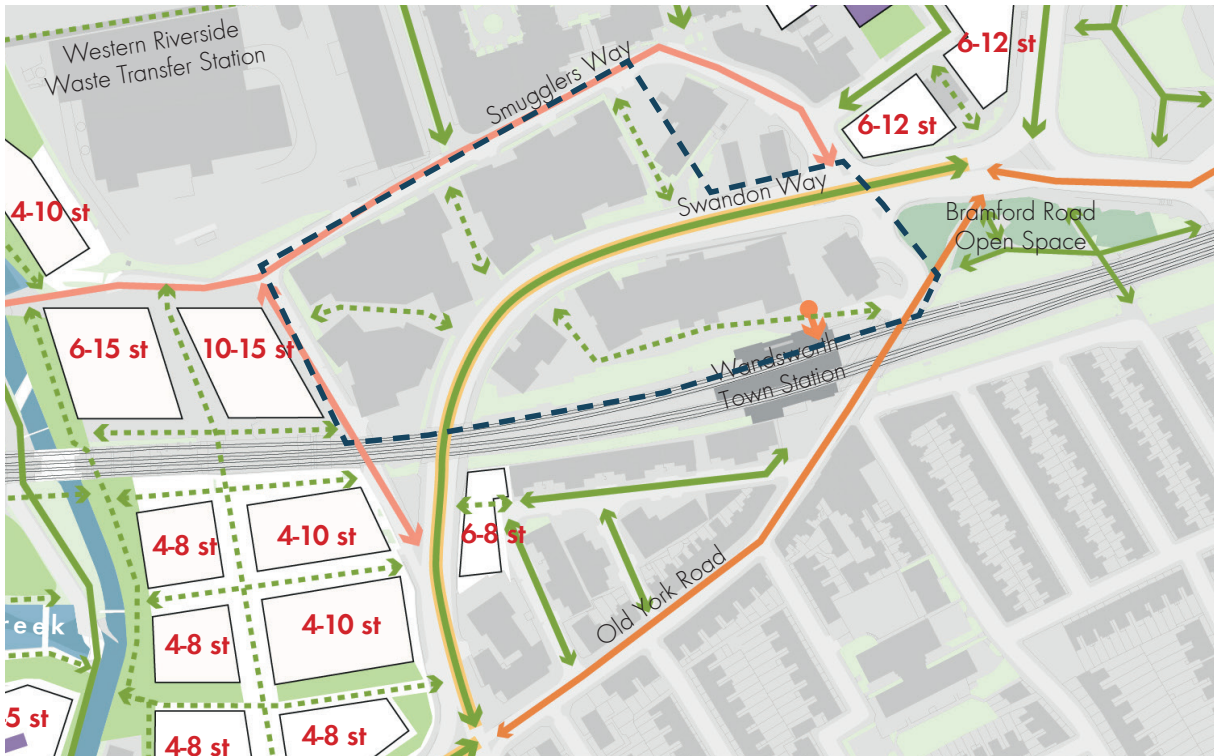 Western Riverside
Waste Transfer Station
Smugglers Way
6-12 st
6-12 st
4-10 st
Swandon Way
Bramford Road
Open Space
6-15 st
10-15 st
Wandsworth
Town Station
4-8 st
4-10 st
6-8 st
Old York Road
reek
4-8 st
4-10 st
-5 st
4-8 st
4-8 st